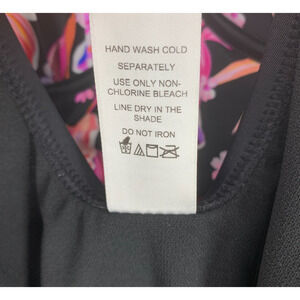 HAND WASH COLD
SEPARATELY
USE ONLY NON-
CHLORINE BLEACH
LINE DRY IN THE
SHADE
DO NOT IRON